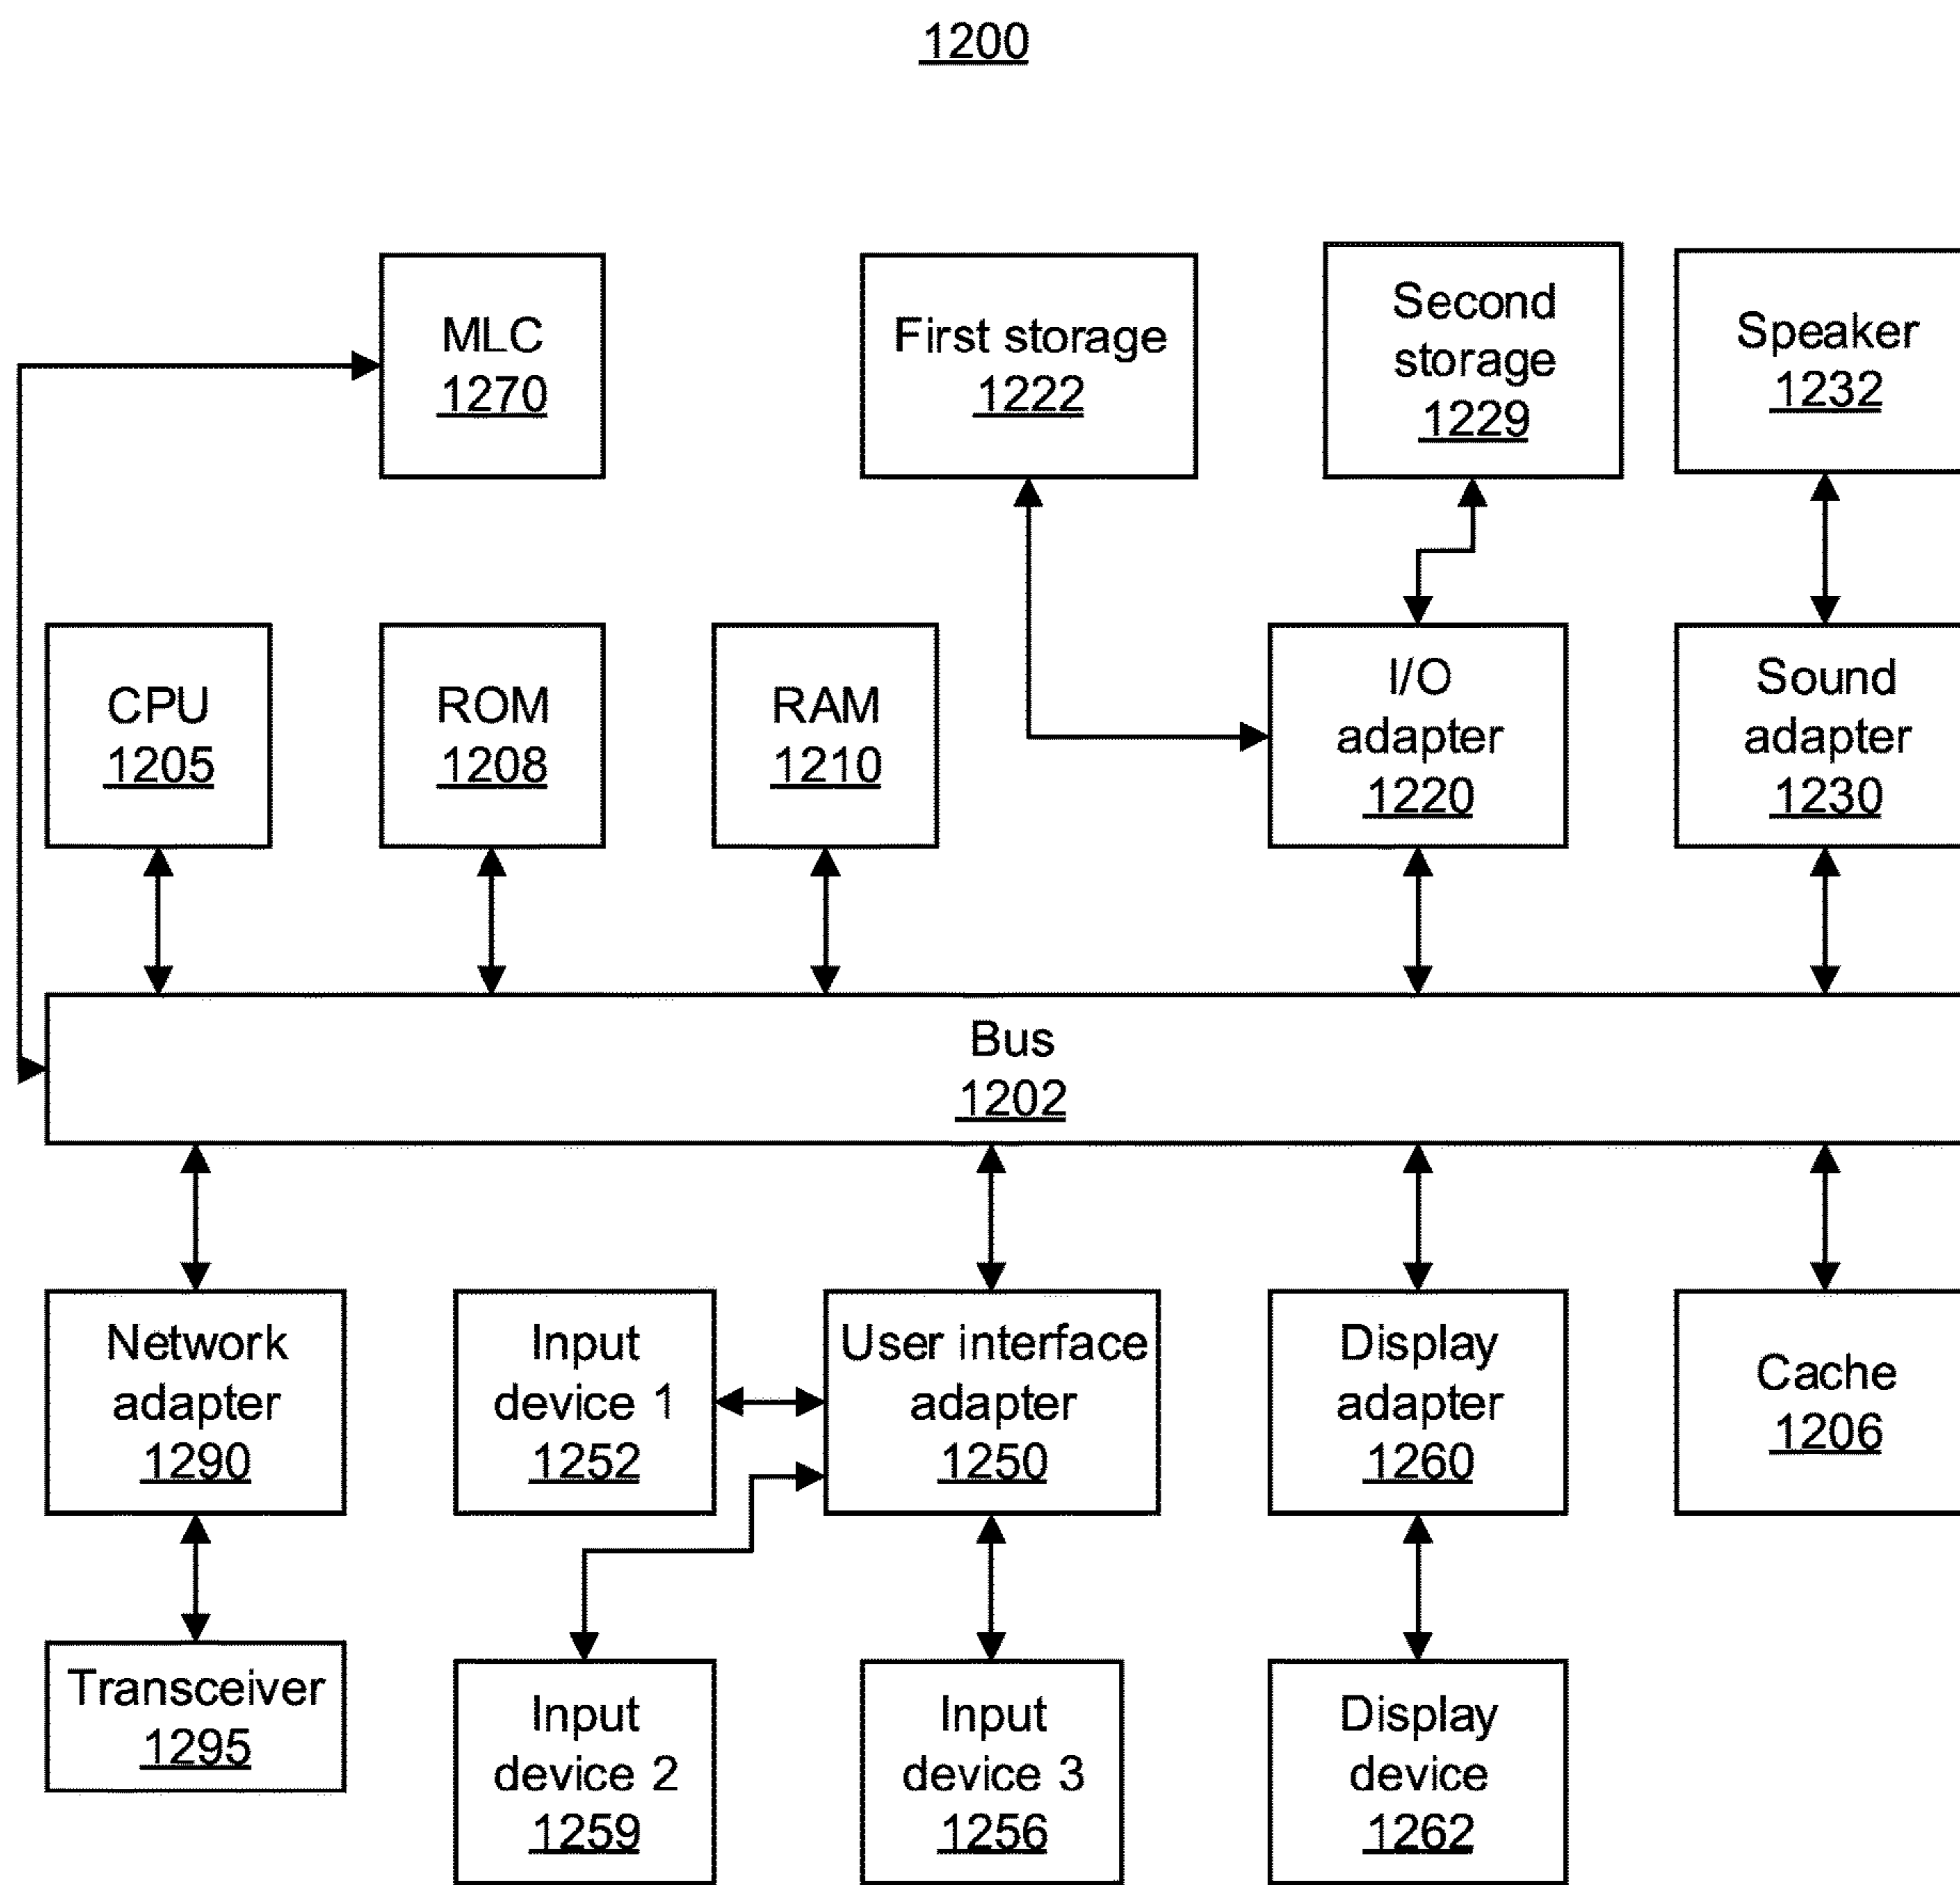 1200
MLC
1270
First storage
1222
Second
storage
1229
Speaker
1232
CPU
1205
ROM
1208
RAM
1210
I/O
adapter
1220
Sound
adapter
1230
Bus
1202
Network
adapter
1290
Input
device 1
1252
User interface
adapter
1250
Display
adapter
1260
Cache
1206
Transceiver
1295
Input
device 2
1259
Input
device 3
1256
Display
device
1262